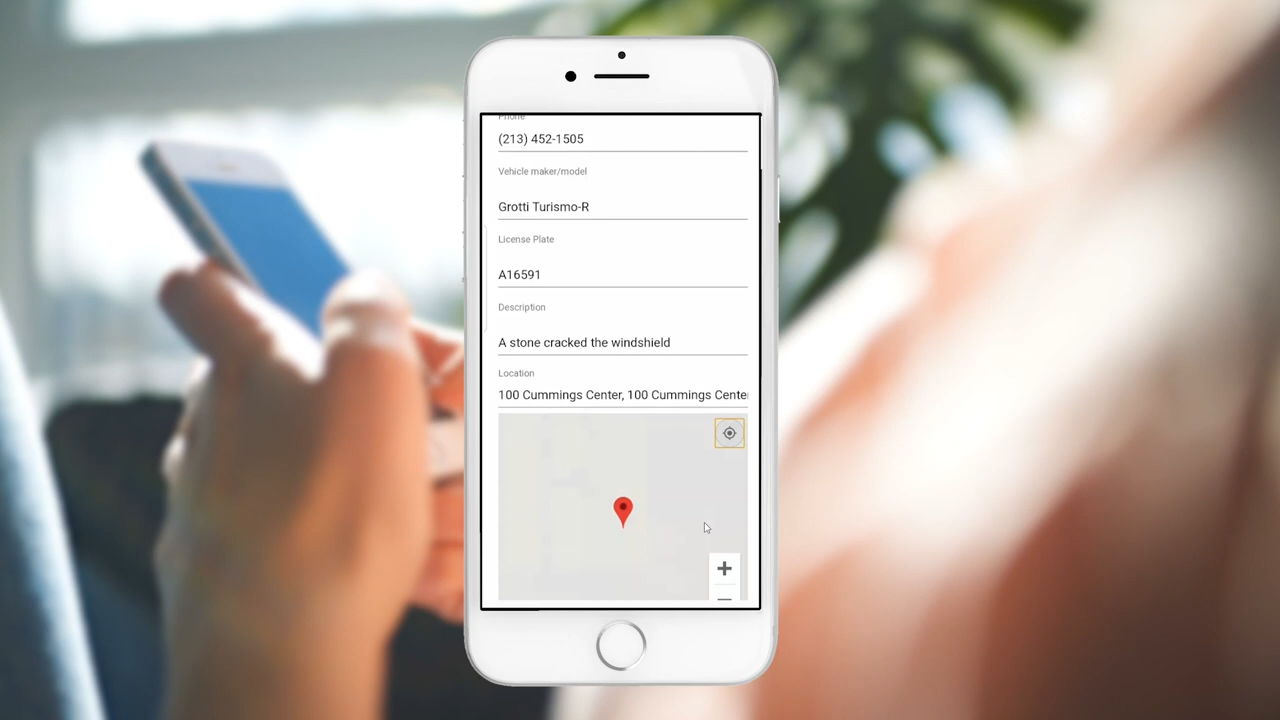 Phone
(213) 452-1505
Vehicle maker/model
Grotti Turismo-R
License Plate
A16591
Description
A stone cracked the windshield
Location
100 Cummings Center, 100 Cummings Cente